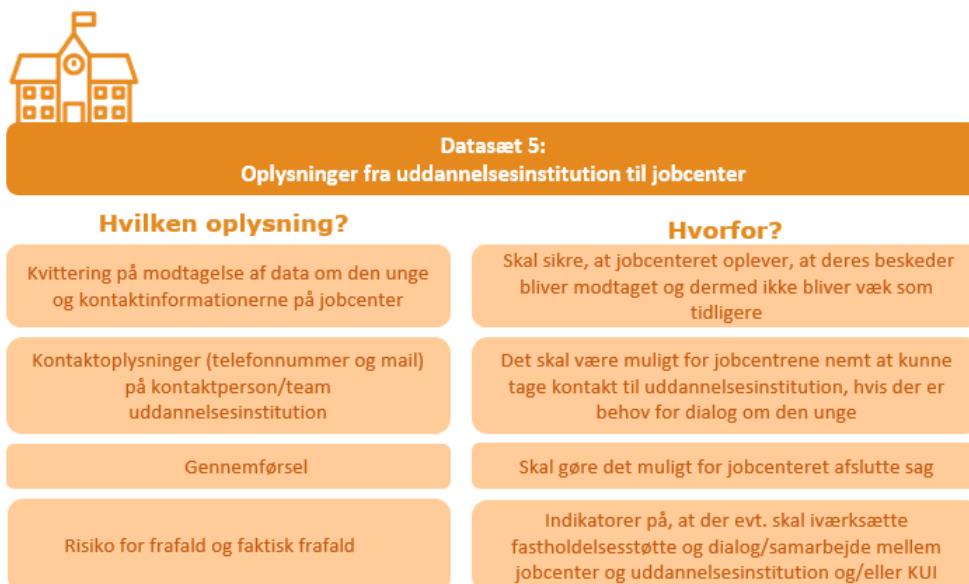 Datasæt 5:
Oplysninger fra uddannelsesinstitution til jobcenter
Hvilken oplysning?
Hvorfor?
Kvittering på modtagelse af data om den unge
og kontaktinformationerne på jobcenter
Skal sikre, at jobcenteret oplever, at deres beskeder
bliver modtaget og dermed ikke bliver væk som
tidligere
Kontaktoplysninger (telefonnummer og mail)
på kontaktperson/team
uddannelsesinstitution
Det skal være muligt for jobcentrene nemt at kunne
tage kontakt til uddannelsesinstitution, hvis der er
behov for dialog om den unge
Gennemførsel
Skal gøre det muligt for jobcenteret afslutte sag
Risiko for frafald og faktisk frafald
Indikatorer på, at der evt. skal iværksætte
fastholdelsesstøtte og dialog/samarbejde mellem
jobcenter og uddannelsesinstitution og/eller KUI